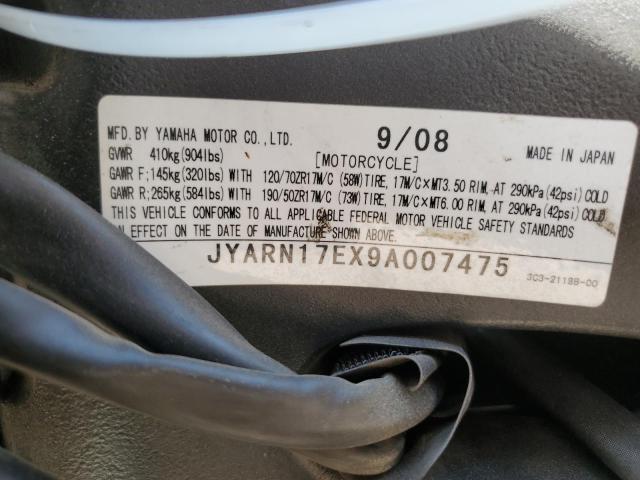 MFD. BY YAMAHA MOTOR CO., LTD. 9/08 MADE IN JAPAN
GVWR 410kg(904lbs) [MOTORCYCLE]
GAWR F;145kg(320lbs) WITH 120/70ZR17M/C (58W)TIRE, 17M/C×MT3.50 RIM, AT 290kPa(42psi)COLD
GAWR R;265kg(584lbs) WITH 190/50ZR17M/C (73W)TIRE, 17M/C×MT6.00 RIM, AT 290kPa(42psi)COLD
THIS VEHICLE CONFORMS TO ALL APPLICABLE FEDERAL MOTOR VEHICLE SAFETY STANDARDS
IN EFFECT ON THE DATE OF MANUFACTURE SHOWN ABOVE.
JYARN17EX9A007475
3C3-2119B-00